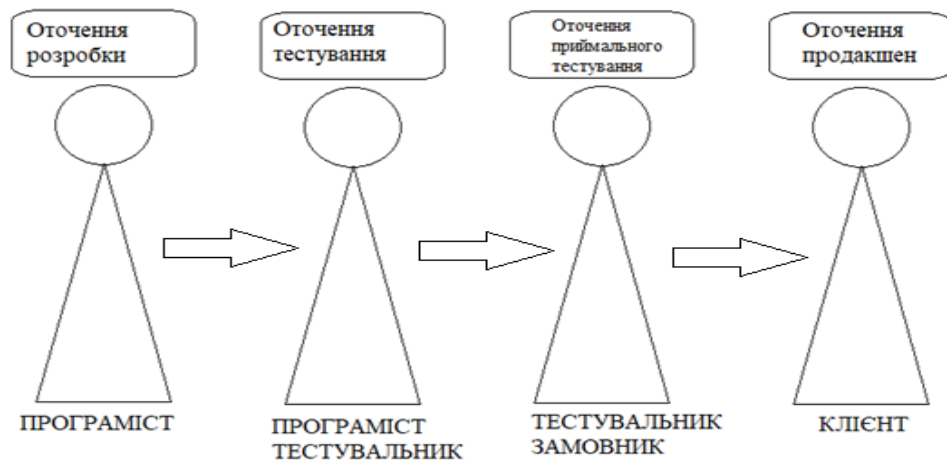 Оточення
розробки
Оточення
тестування
Оточення
приймального
тестування
Оточення
продакшен
ПРОГРАМІСТ
ПРОГРАМІСТ
ТЕСТУВАЛЬНИК
ТЕСТУВАЛЬНИК
ЗАМОВНИК
КЛІЄНТ